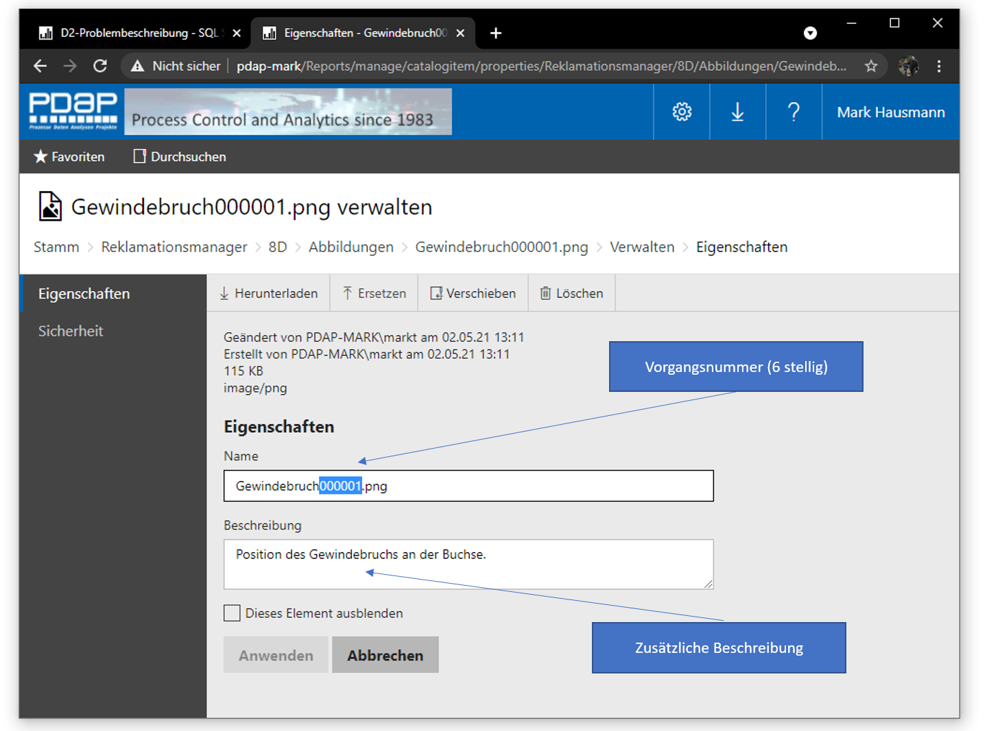 D2-Problembeschreibung - SQL S
Eigenschaften - Gewindebruch00
Nicht sicher | pdap-mark/Reports/manage/catalogitem/properties/Reklamationsmanager/8D/Abbildungen/Gewindeb...
PDAP
Prozesse Daten Analysen Projekte
Process Control and Analytics since 1983
Mark Hausmann
Favoriten
Durchsuchen
Gewindebruch000001.png verwalten
Stamm > Reklamationsmanager > 8D > Abbildungen > Gewindebruch000001.png > Verwalten > Eigenschaften
Eigenschaften
Sicherheit
Herunterladen
Ersetzen
Verschieben
Löschen
Geändert von PDAP-MARK\markt am 02.05.21 13:11
Erstellt von PDAP-MARK\markt am 02.05.21 13:11
115 KB
image/png
Vorgangsnummer (6 stellig)
Eigenschaften
Name
Gewindebruch000001.png
Beschreibung
Position des Gewindebruchs an der Buchse.
Dieses Element ausblenden
Anwenden
Abbrechen
Zusätzliche Beschreibung